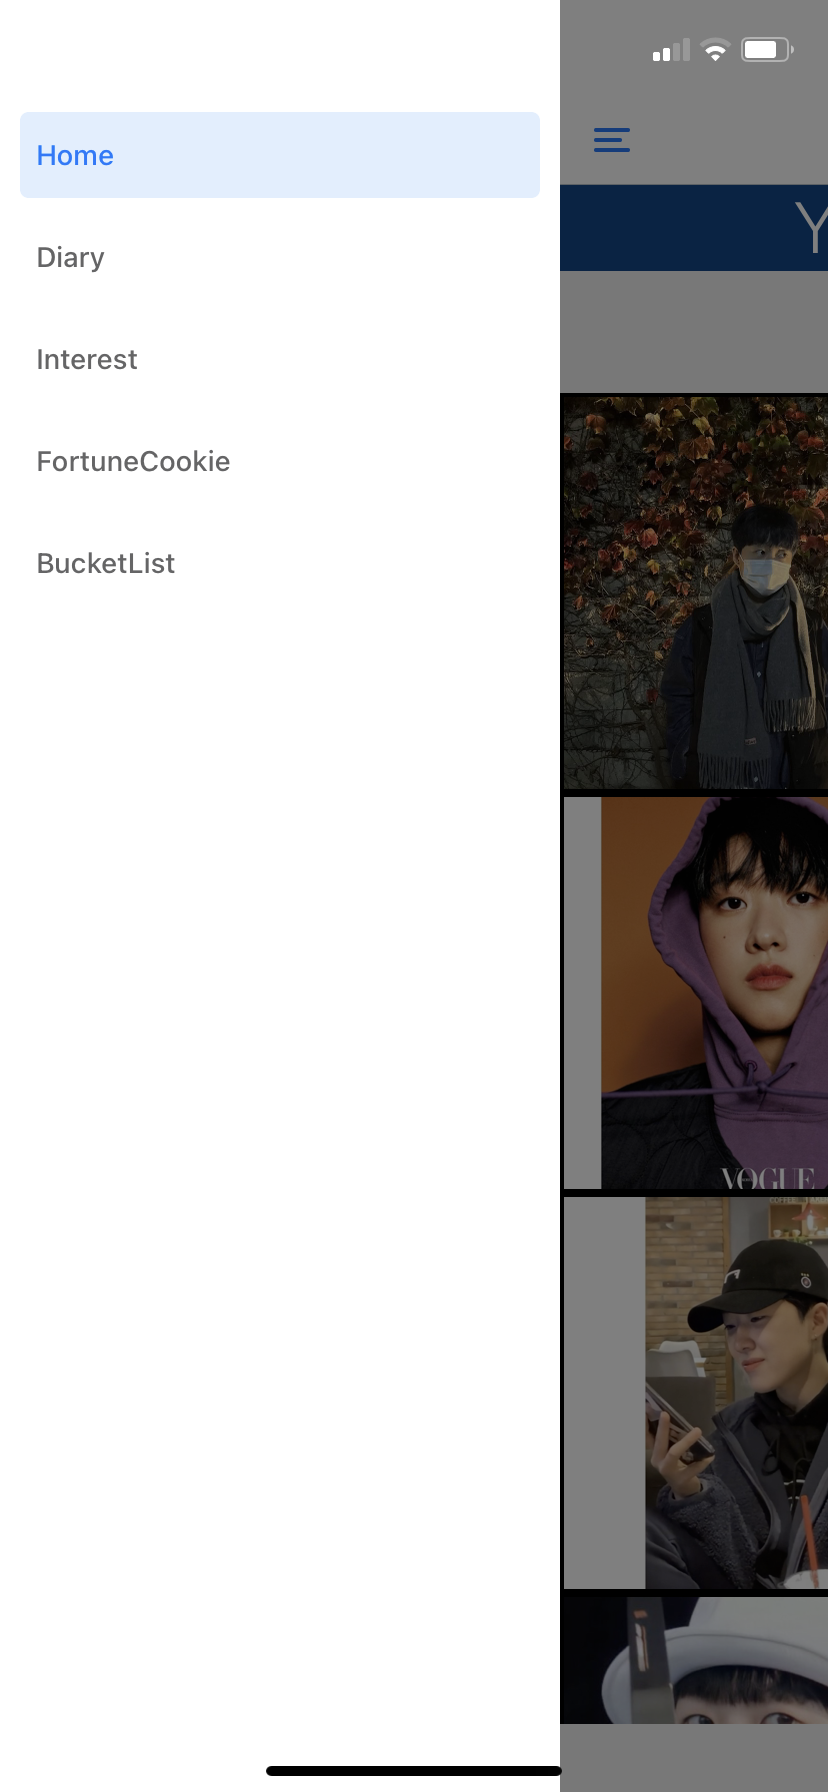 Home
Diary
Interest
FortuneCookie
BucketList
Y
VOGUE